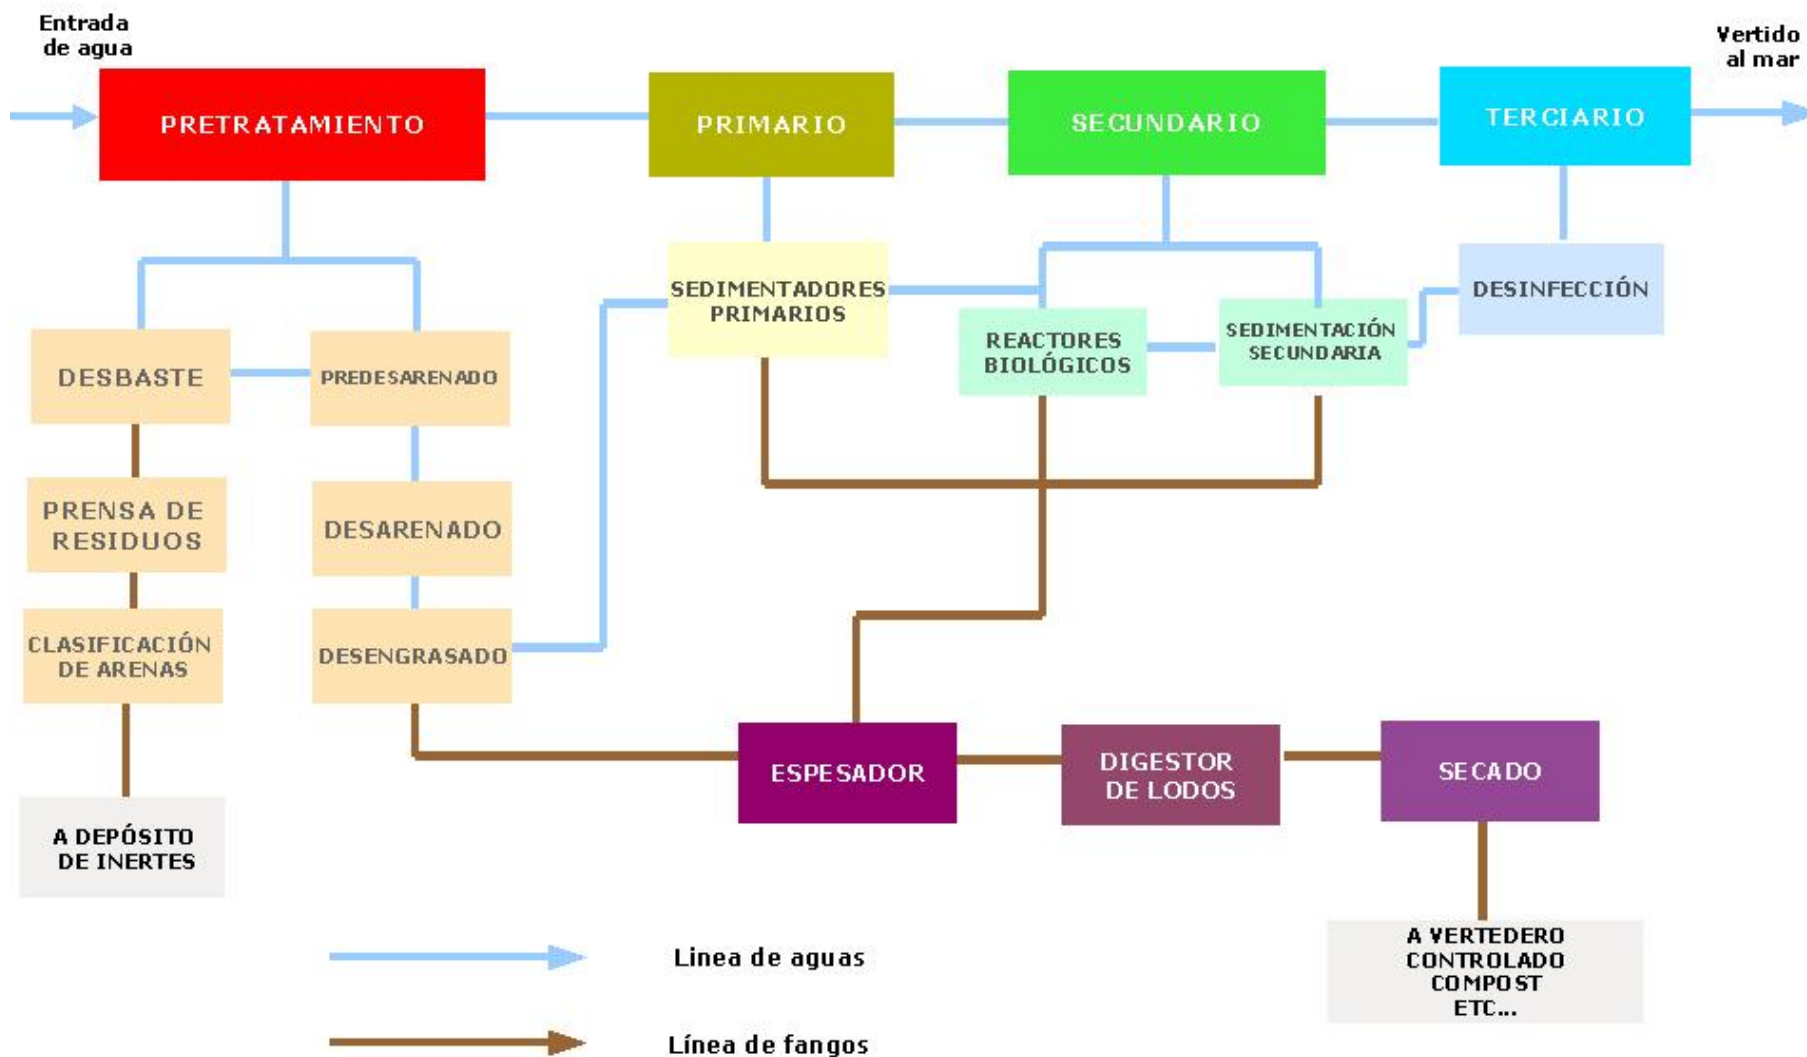 Entrada
de agua
Vertido
al mar
PRETRATAMIENTO
PRIMARIO
SECUNDARIO
TERCIARIO
SEDIMENTADORES
PRIMARIOS
DESINFECCIÓN
REACTORES
BIOLÓGICOS
SEDIMENTACIÓN
SECUNDARIA
DESBASTE
PREDESARENADO
PRENSA DE
RESIDUOS
DESARENADO
CLASIFICACIÓN
DE ARENAS
DESENGRASADO
ESPESADOR
DIGESTOR
DE LODOS
SECADO
A DEPÓSITO
DE INERTES
A VERTEDERO
CONTROLADO
COMPOST
ETC...
Linea de aguas
Línea de fangos